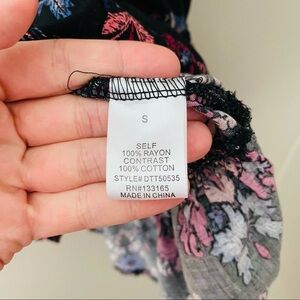 S
SELF
100% RAYON
CONTRAST
100% COTTON
STYLE# DTT50535
RN#133165
MADE IN CHINA